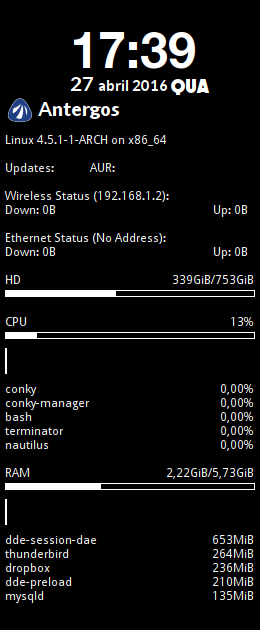 17:39
27 abril 2016 QUA
Antergos
Linux 4.5.1-1-ARCH on x86_64
Updates: AUR:
Wireless Status (192.168.1.2):
Down: 0B Up: 0B
Ethernet Status (No Address):
Down: 0B Up: 0B
HD 339GiB/753GiB
CPU 13%
conky 0,00%
conky-manager 0,00%
bash 0,00%
terminator 0,00%
nautilus 0,00%
RAM 2,22GiB/5,73GiB
dde-session-dae 653MiB
thunderbird 264MiB
dropbox 236MiB
dde-preload 210MiB
mysqld 135MiB